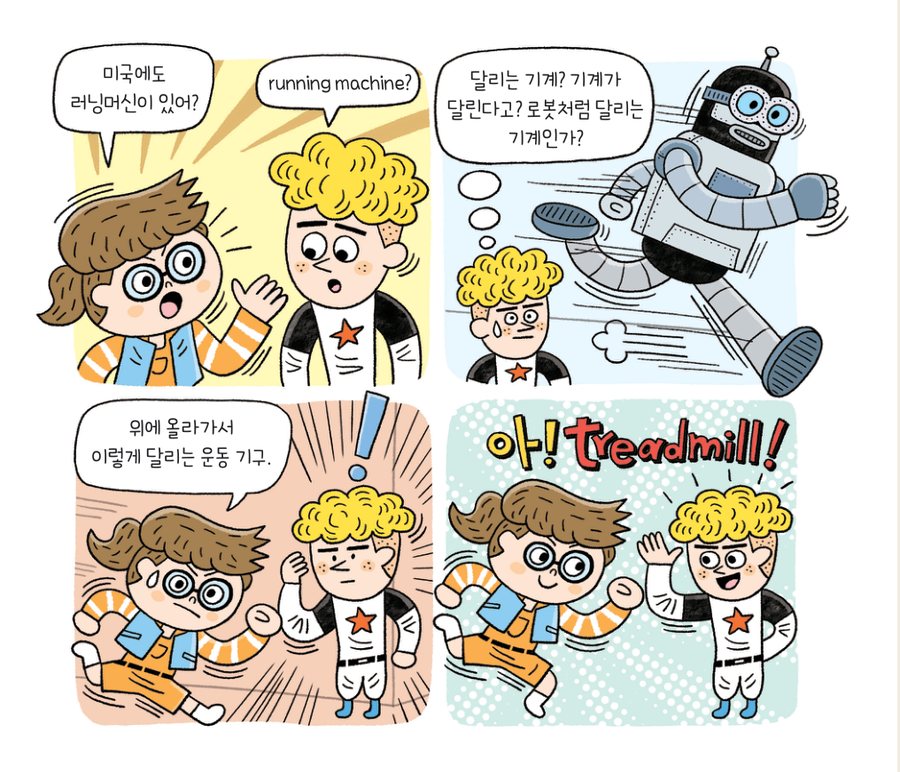 미국에도
러닝머신이 있어?
running machine?
달리는 기계? 기계가
달린다고? 로봇처럼 달리는
기계인가?
위에 올라가서
이렇게 달리는 운동 기구.
!
아! treadmill!